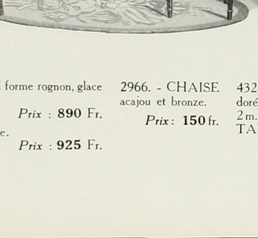 forme rognon, glace
Prix : 890 Fr.
e.
Prix : 925 Fr.
2966. - CHAISE
acajou et bronze.
Prix : 150 fr.
432
doré
2 m.
TA